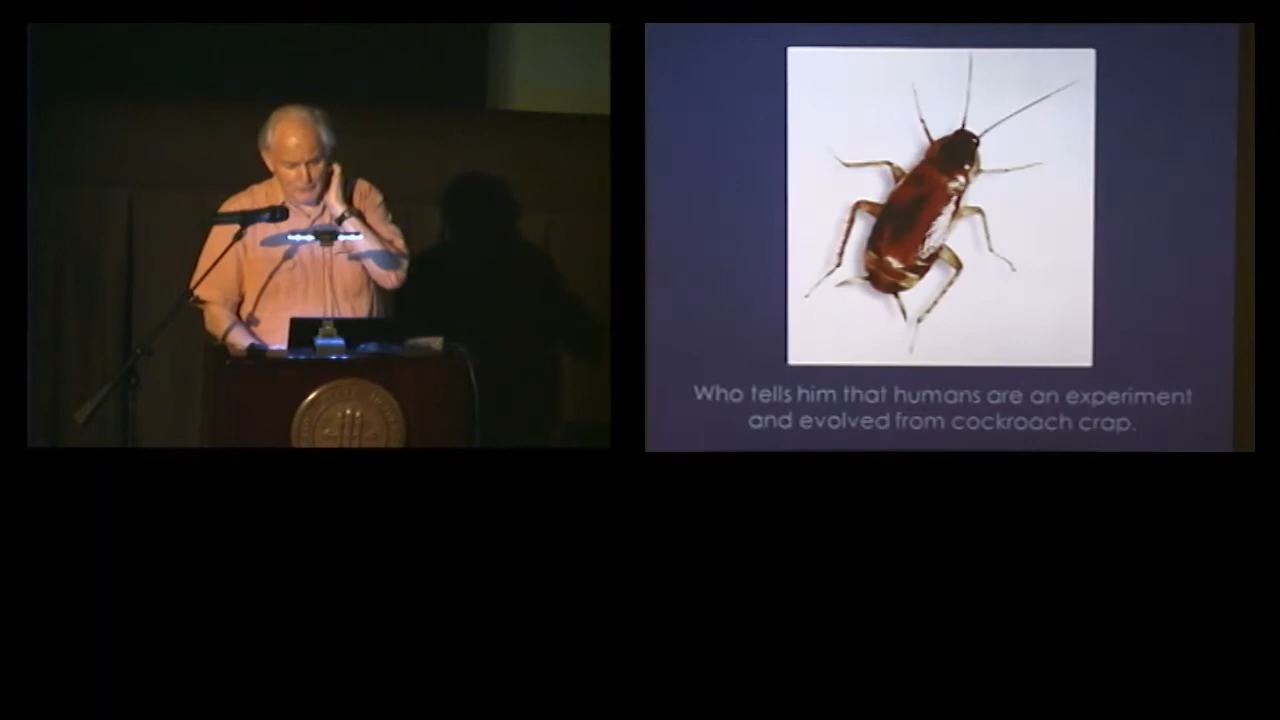 Who tells him that humans are an experiment
and evolved from cockroach crap.